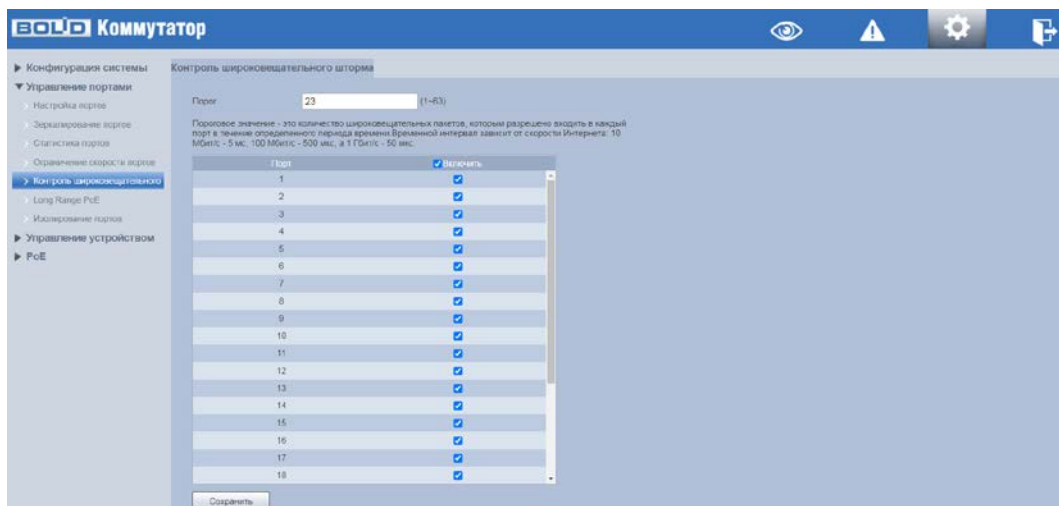 BOLID Коммутатор
Конфигурация системы
Управление портами
Настройка портов
Зеркалирование портов
Статистика портов
Ограничение скорости портов
Контроль широковещательного
Long Range PoE
Изолирование портов
Управление устройством
PoE
Контроль широковещательного шторма
Порог 23 (1~63)
Пороговое значение - это количество широковещательных пакетов, которым разрешено входить в каждый
порт в течение определенного периода времени.Временной интервал зависит от скорости Интернета: 10
Мбит/с - 5 мс, 100 Мбит/с - 500 мкс, а 1 Гбит/с - 50 мкс.
Порт Включить
1
2
3
4
5
6
7
8
9
10
11
12
13
14
15
16
17
18
Сохранить